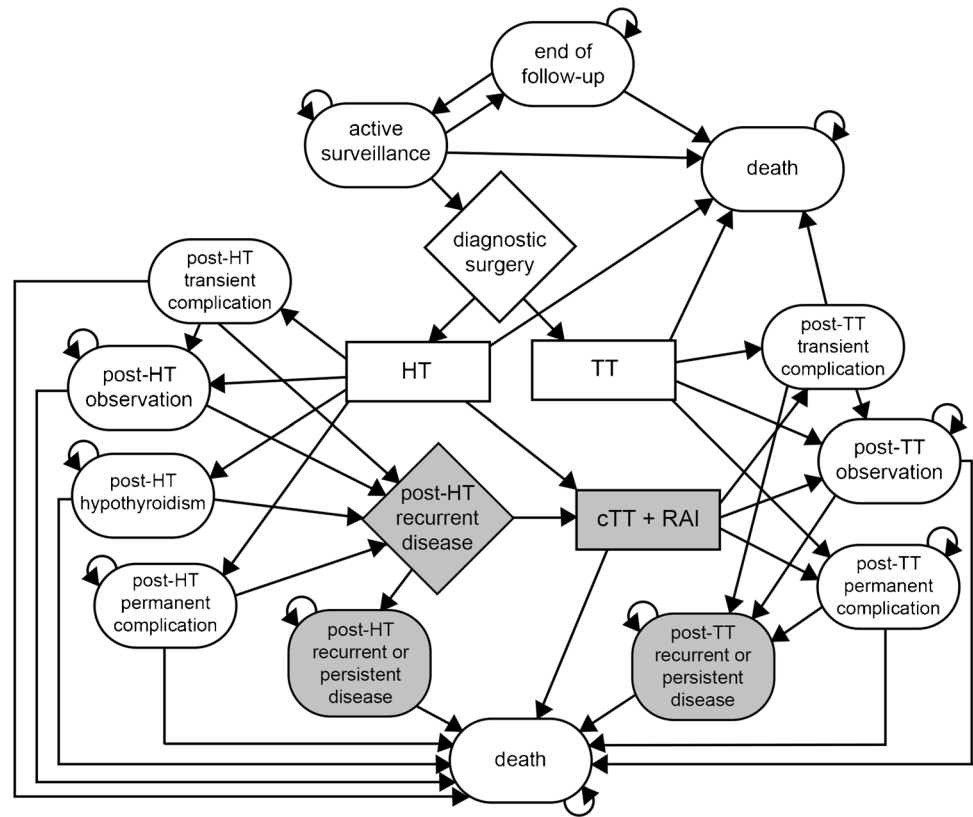 end of
follow-up
active
surveillance
death
diagnostic
surgery
post-HT
transient
complication
post-TT
transient
complication
HT
TT
post-HT
observation
post-TT
observation
post-HT
hypothyroidism
post-HT
recurrent
disease
cTT + RAI
post-HT
permanent
complication
post-TT
permanent
complication
post-HT
recurrent or
persistent
disease
post-TT
recurrent or
persistent
disease
death